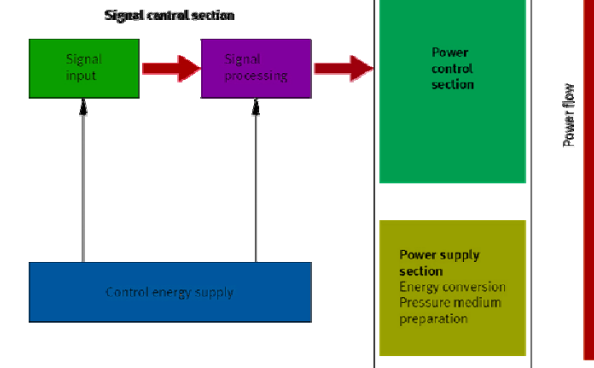 Signal control section
Signal
input
Signal
processing
Power
control
section
Power flow
Control energy supply
Power supply
section
Energy conversion
Pressure medium
preparation